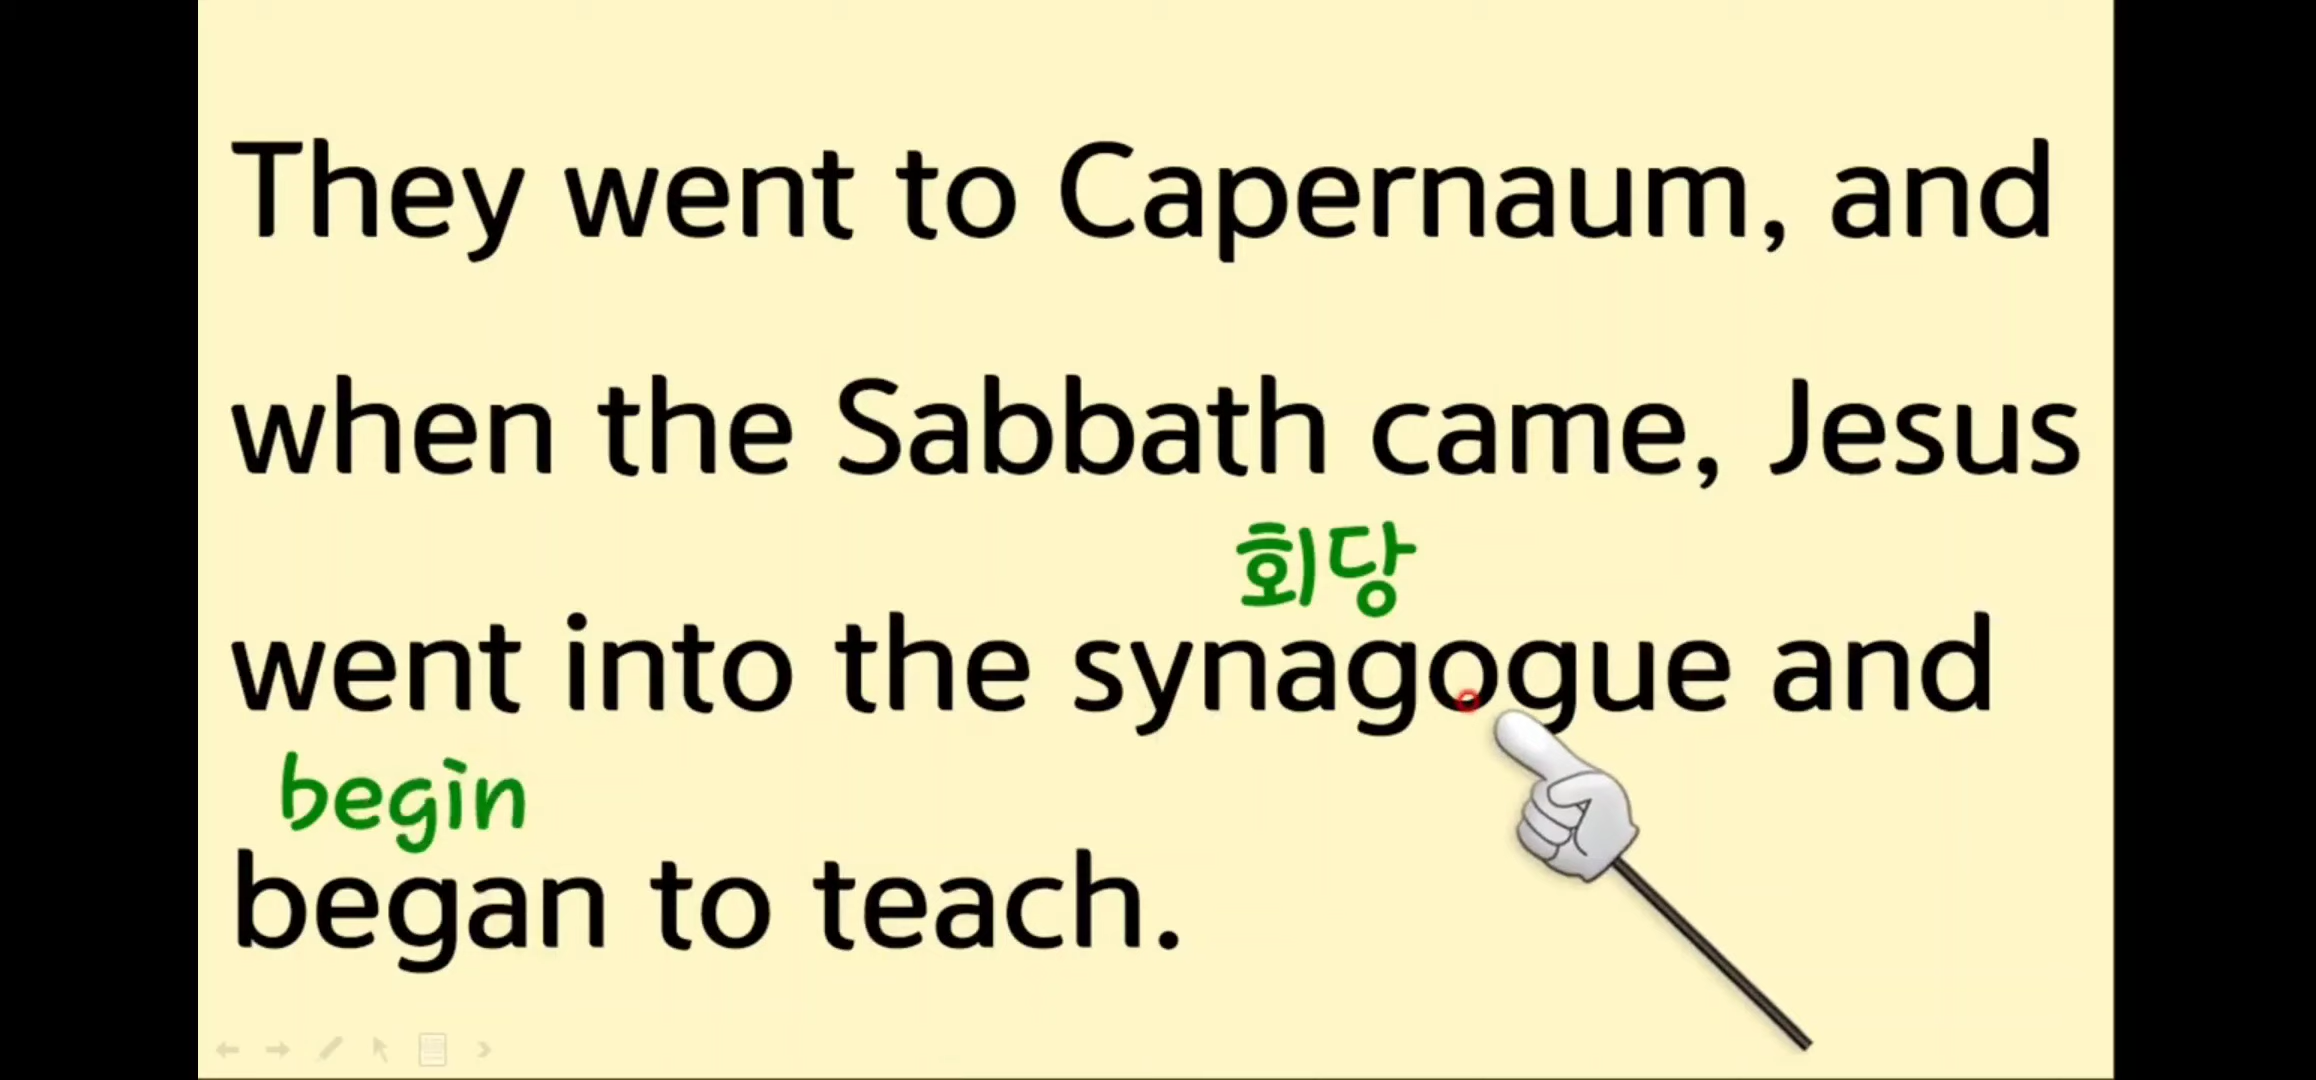 They went to Capernaum, and
when the Sabbath came, Jesus
회당
went into the synagogue and
begin
began to teach.